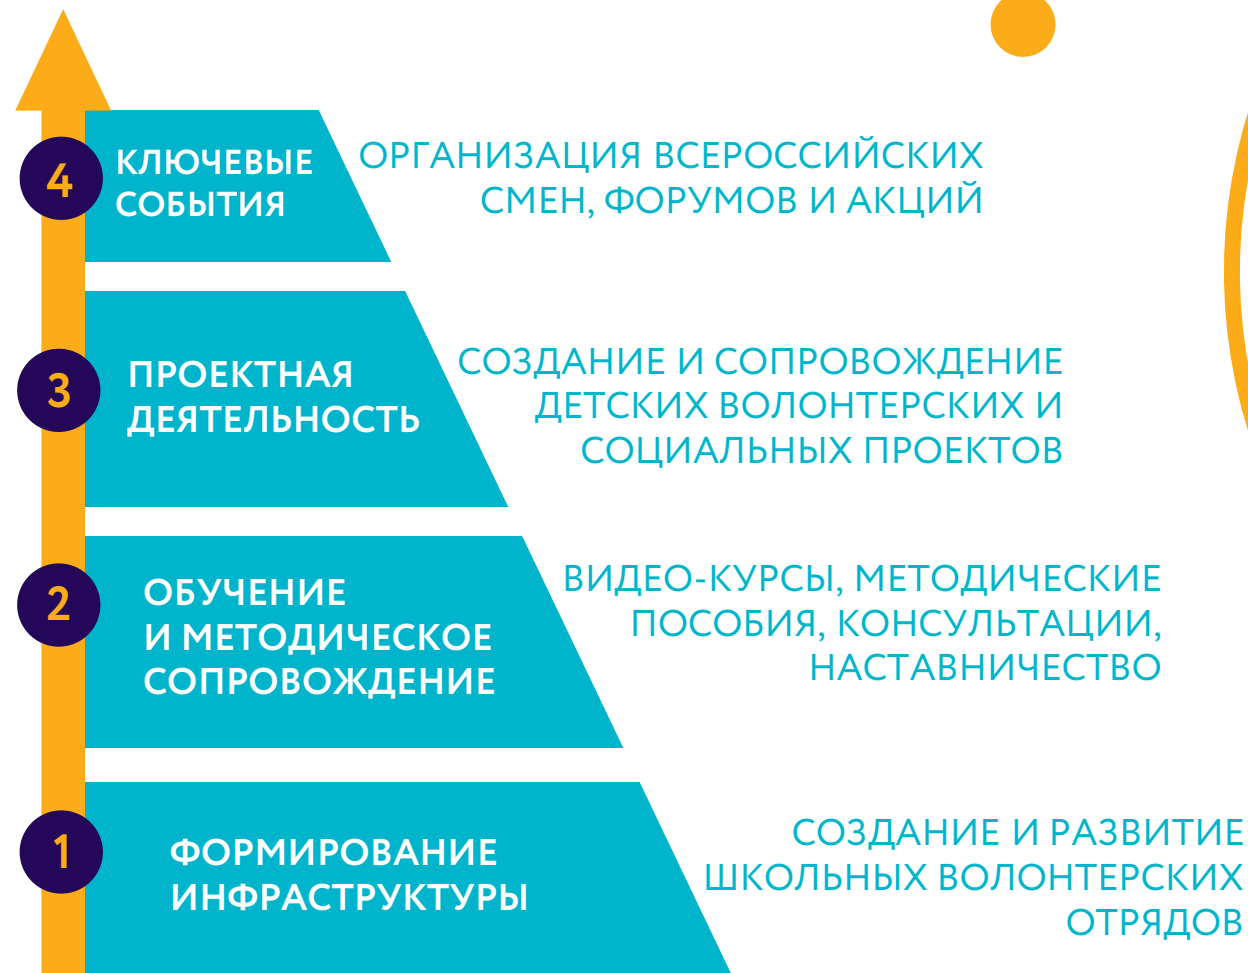 4
КЛЮЧЕВЫЕ
СОБЫТИЯ
ОРГАНИЗАЦИЯ ВСЕРОССИЙСКИХ
СМЕН, ФОРУМОВ И АКЦИЙ
3
ПРОЕКТНАЯ
ДЕЯТЕЛЬНОСТЬ
СОЗДАНИЕ И СОПРОВОЖДЕНИЕ
ДЕТСКИХ ВОЛОНТЕРСКИХ И
СОЦИАЛЬНЫХ ПРОЕКТОВ
2
ОБУЧЕНИЕ
И МЕТОДИЧЕСКОЕ
СОПРОВОЖДЕНИЕ
ВИДЕО-КУРСЫ, МЕТОДИЧЕСКИЕ
ПОСОБИЯ, КОНСУЛЬТАЦИИ,
НАСТАВНИЧЕСТВО
1
ФОРМИРОВАНИЕ
ИНФРАСТРУКТУРЫ
СОЗДАНИЕ И РАЗВИТИЕ
ШКОЛЬНЫХ ВОЛОНТЕРСКИХ
ОТРЯДОВ